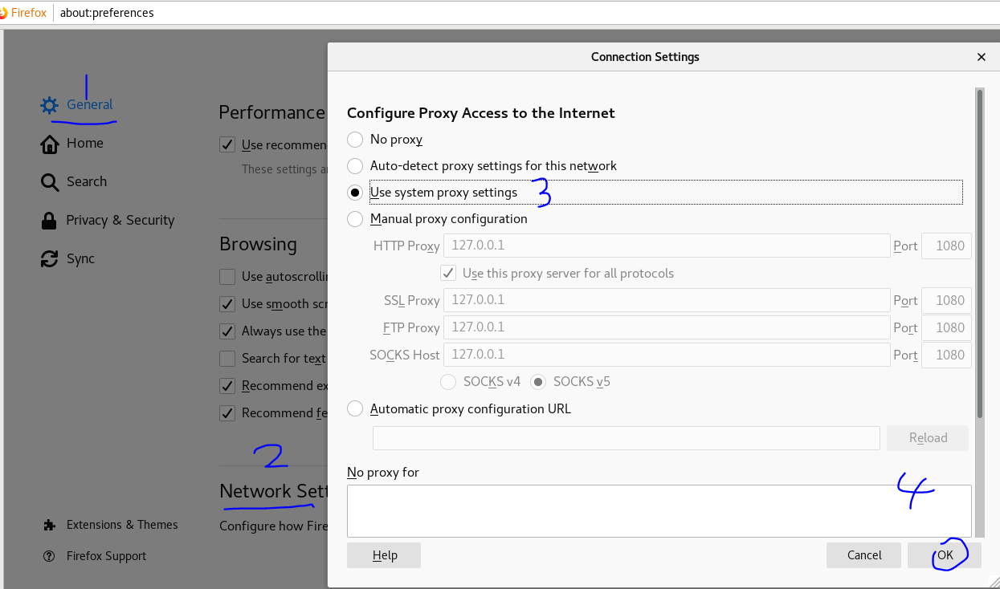 Firefox about:preferences
Connection Settings
1
General
Home
Search
Privacy & Security
Sync
Extensions & Themes
Firefox Support
Performance
Use recommen
These settings a
Browsing
Use autoscrollin
Use smooth scr
Always use the
Search for text
Recommend ex
Recommend fe
2
Network Sett
Configure how Fire
Configure Proxy Access to the Internet
No proxy
Auto-detect proxy settings for this network
Use system proxy settings 3
Manual proxy configuration
HTTP Proxy 127.0.0.1 Port 1080
Use this proxy server for all protocols
SSL Proxy 127.0.0.1 Port 1080
FTP Proxy 127.0.0.1 Port 1080
SOCKS Host 127.0.0.1 Port 1080
SOCKS v4 SOCKS v5
Automatic proxy configuration URL
Reload
No proxy for
4
Help Cancel OK